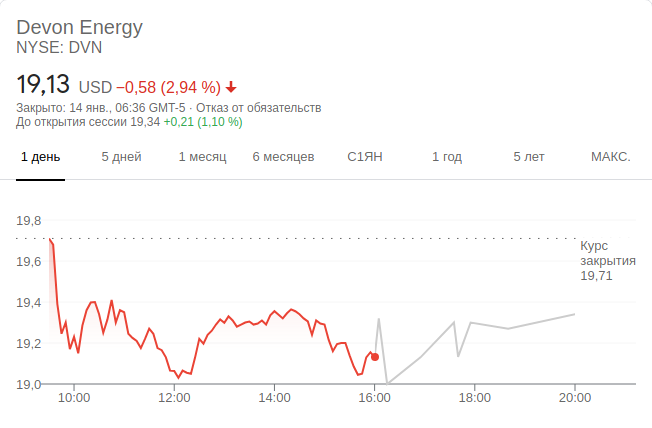 Devon Energy
NYSE: DVN
19,13 USD −0,58 (2,94 %)
Закрыто: 14 янв., 06:36 GMT-5 · Отказ от обязательств
До открытия сессии 19,34 +0,21 (1,10 %)
1 день 5 дней 1 месяц 6 месяцев С1ЯН 1 год 5 лет МАКС.
19,8
Курс
закрытия
19,71
19,6
19,4
19,2
19,0
10:00 12:00 14:00 16:00 18:00 20:00